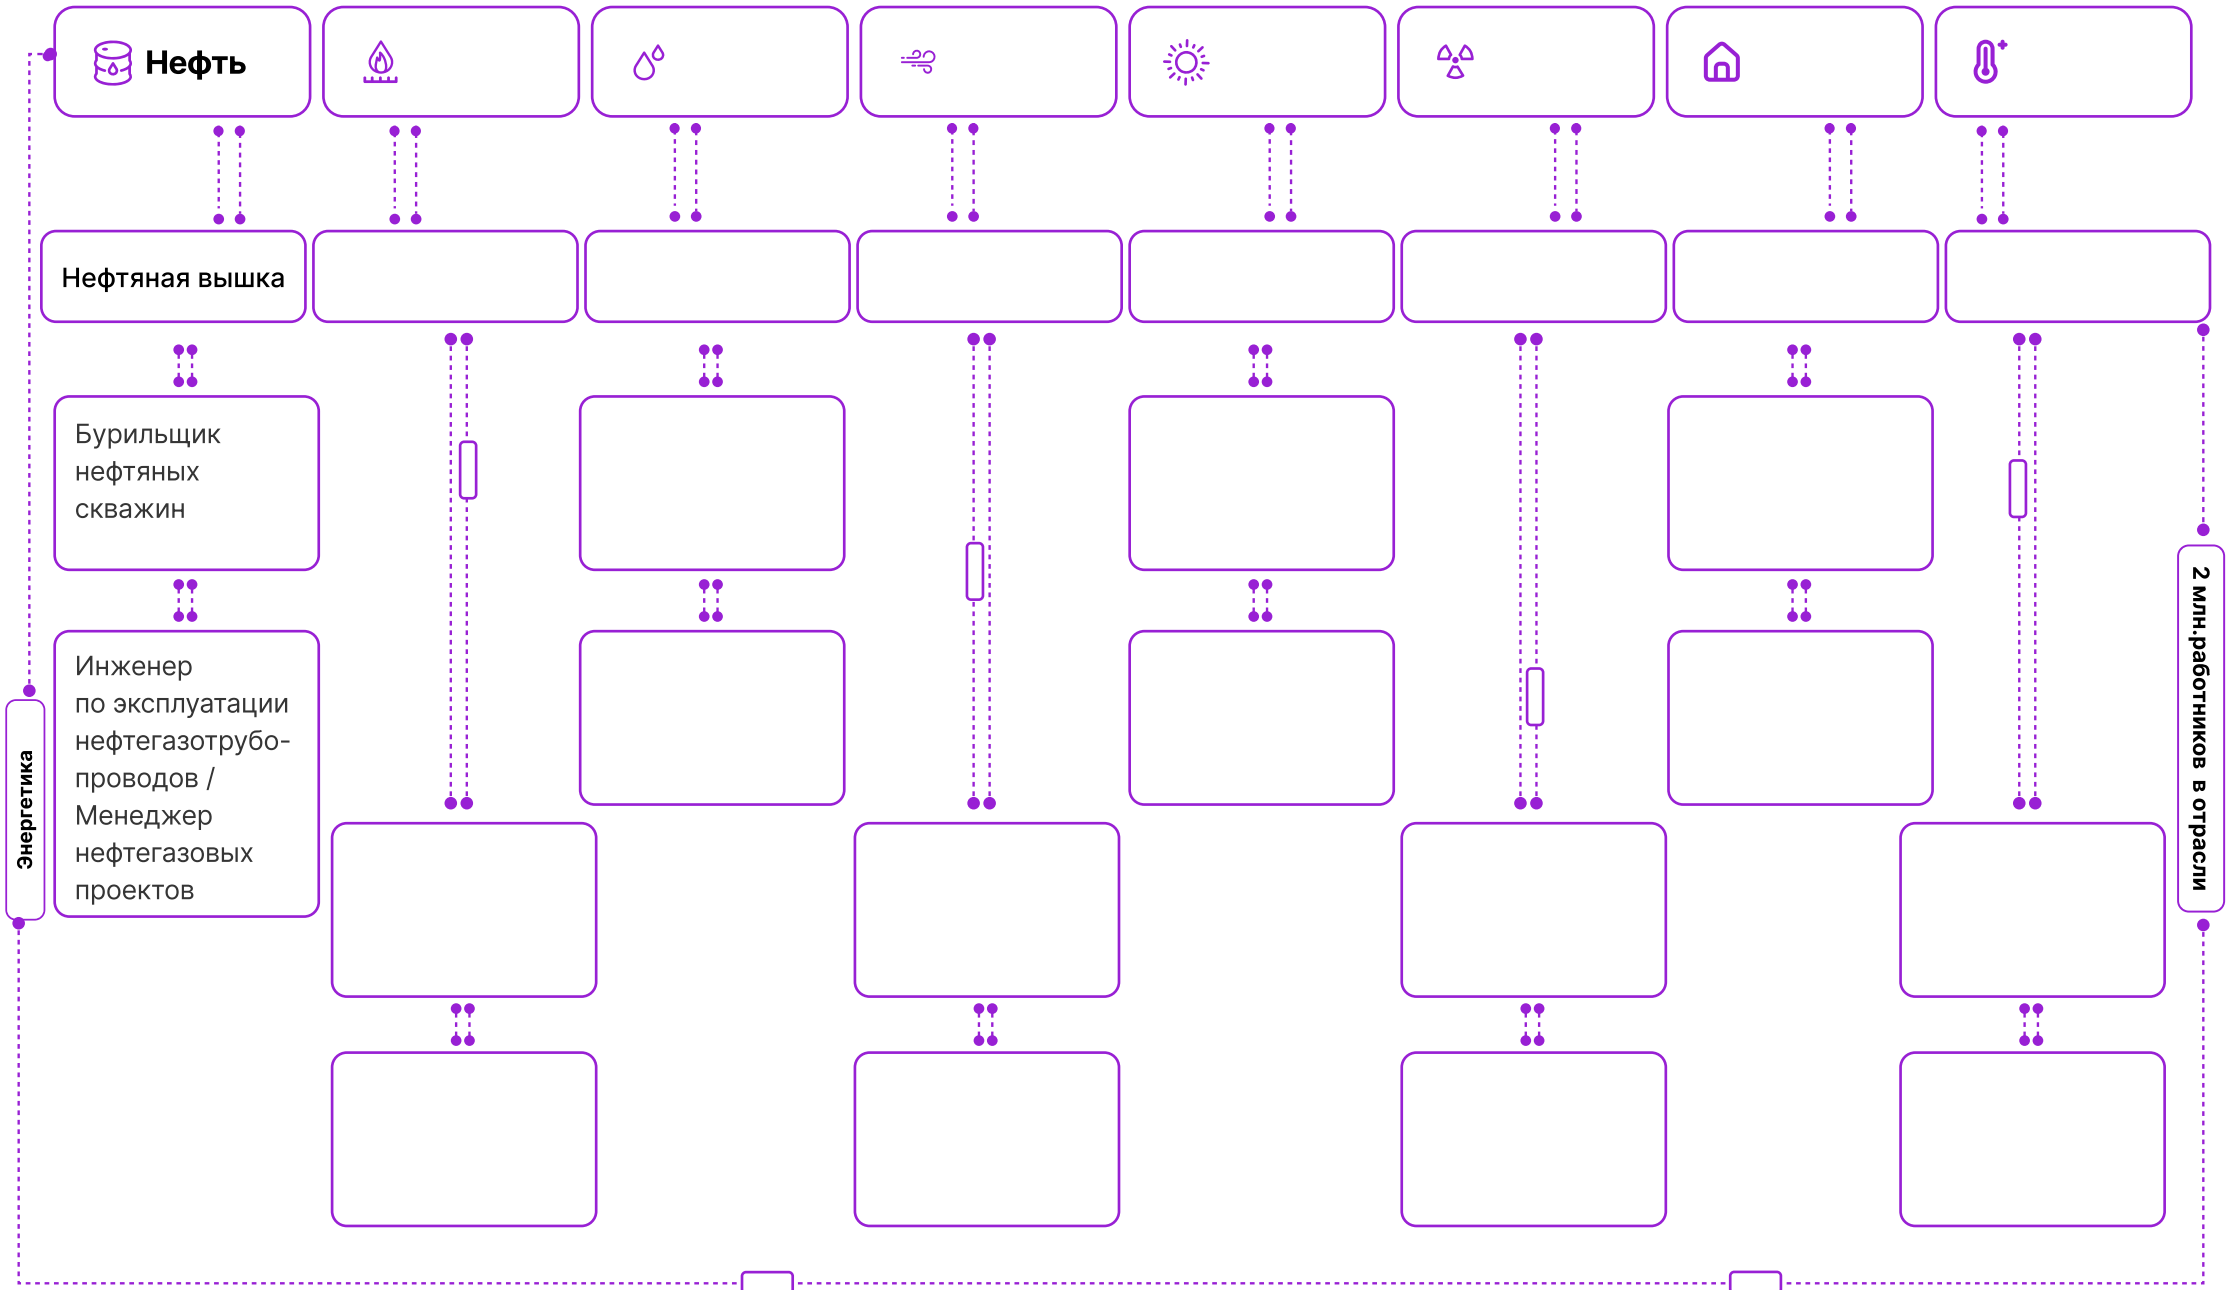 Нефть
Нефтяная вышка
Бурильщик
нефтяных
скважин
Инженер
по эксплуатации
нефтегазотрубо-
проводов /
Менеджер
нефтегазовых
проектов
Энергетика
2 млн.работников в отрасли